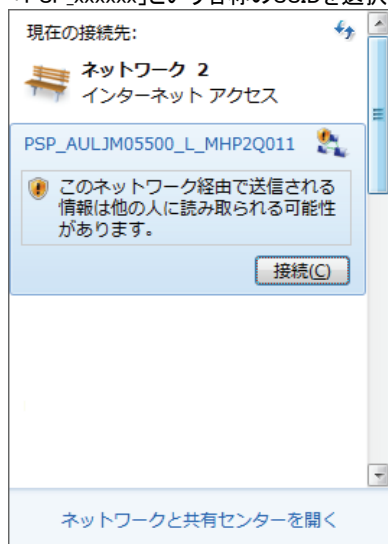 現在の接続先:
ネットワーク 2
インターネット アクセス
PSP_AULJM05500_L_MHP2Q011
このネットワーク経由で送信される
情報は他の人に読み取られる可能性
があります。
接続(C)
ネットワークと共有センターを開く